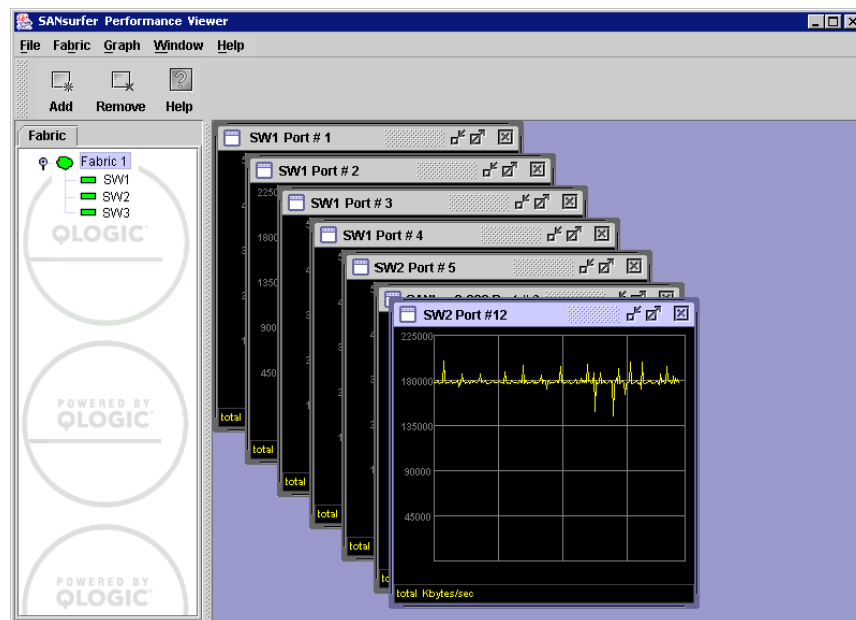 SANsurfer Performance Viewer
File Fabric Graph Window Help
Add Remove Help
Fabric
Fabric 1
SW1
SW2
SW3
QLOGIC
POWERED BY
QLOGIC
POWERED BY
QLOGIC
SW1 Port # 1
total
SW1 Port # 2
2250
1800
1350
900
450
total
SW1 Port # 3
total
SW1 Port # 4
total
SW2 Port # 5
total
SW2 Port #12
225000
180000
135000
90000
45000
total Kbytes/sec